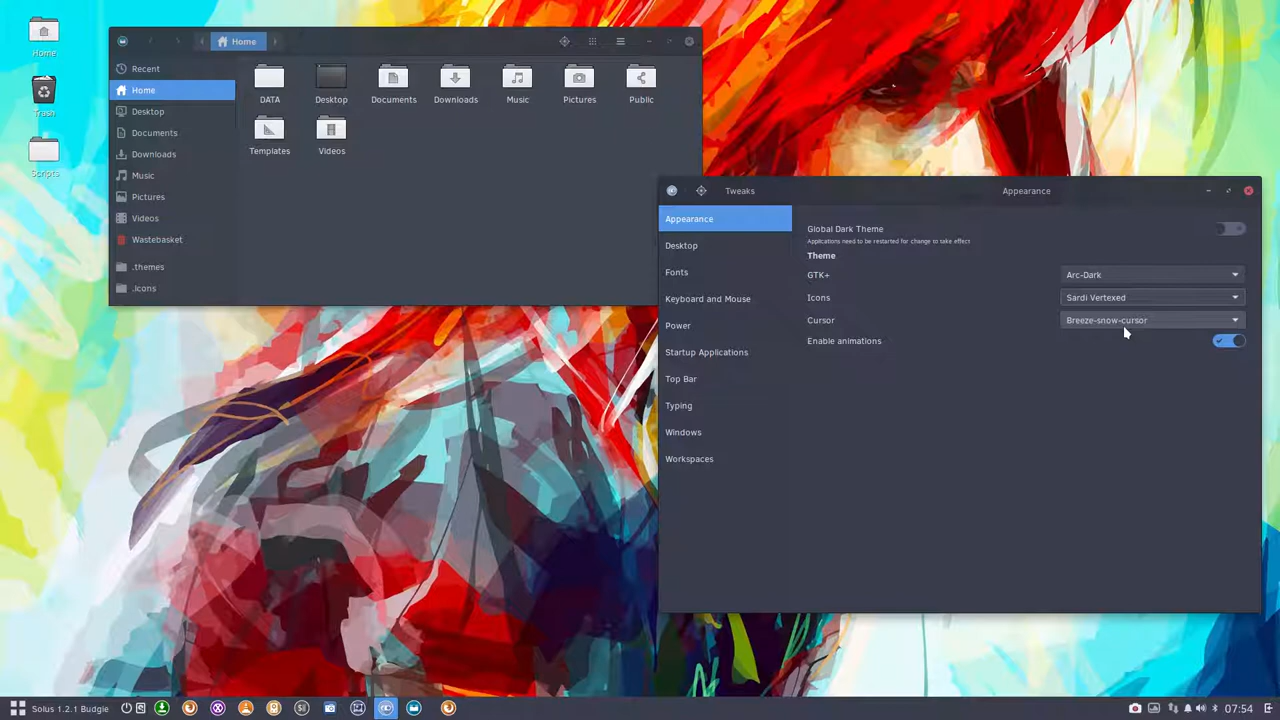 Home
Trash
Scripts
Home
Recent
Home
Desktop
Documents
Downloads
Music
Pictures
Videos
Wastebasket
.themes
.icons
DATA
Desktop
Documents
Downloads
Music
Pictures
Public
Templates
Videos
Tweaks
Appearance
Appearance
Desktop
Fonts
Keyboard and Mouse
Power
Startup Applications
Top Bar
Typing
Windows
Workspaces
Global Dark Theme
Applications need to be restarted for change to take effect
Theme
GTK+ Arc-Dark
Icons Sardi Vertexed
Cursor Breeze-snow-cursor
Enable animations
Solus 1.2.1 Budgie
07:54